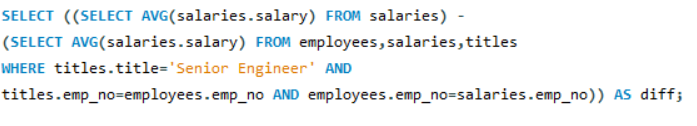 SELECT ((SELECT AVG(salaries.salary) FROM salaries) -
(SELECT AVG(salaries.salary) FROM employees,salaries,titles
WHERE titles.title='Senior Engineer' AND
titles.emp_no=employees.emp_no AND employees.emp_no=salaries.emp_no)) AS diff;